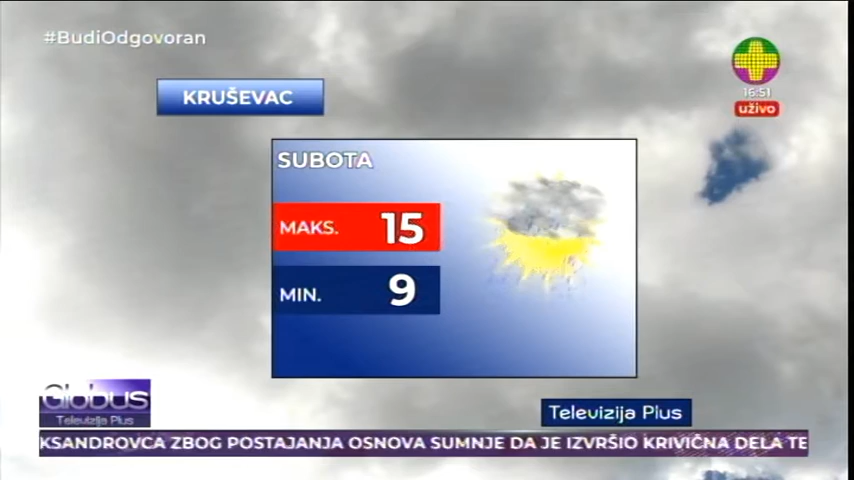 #BudiOdgovoran
16:51
uživo
KRUŠEVAC
SUBOTA
MAKS. 15
MIN. 9
Globus
Televizija Plus
Televizija Plus
KSANDROVCA ZBOG POSTAJANJA OSNOVA SUMNJE DA JE IZVRŠIO KRIVIČNA DELA TE